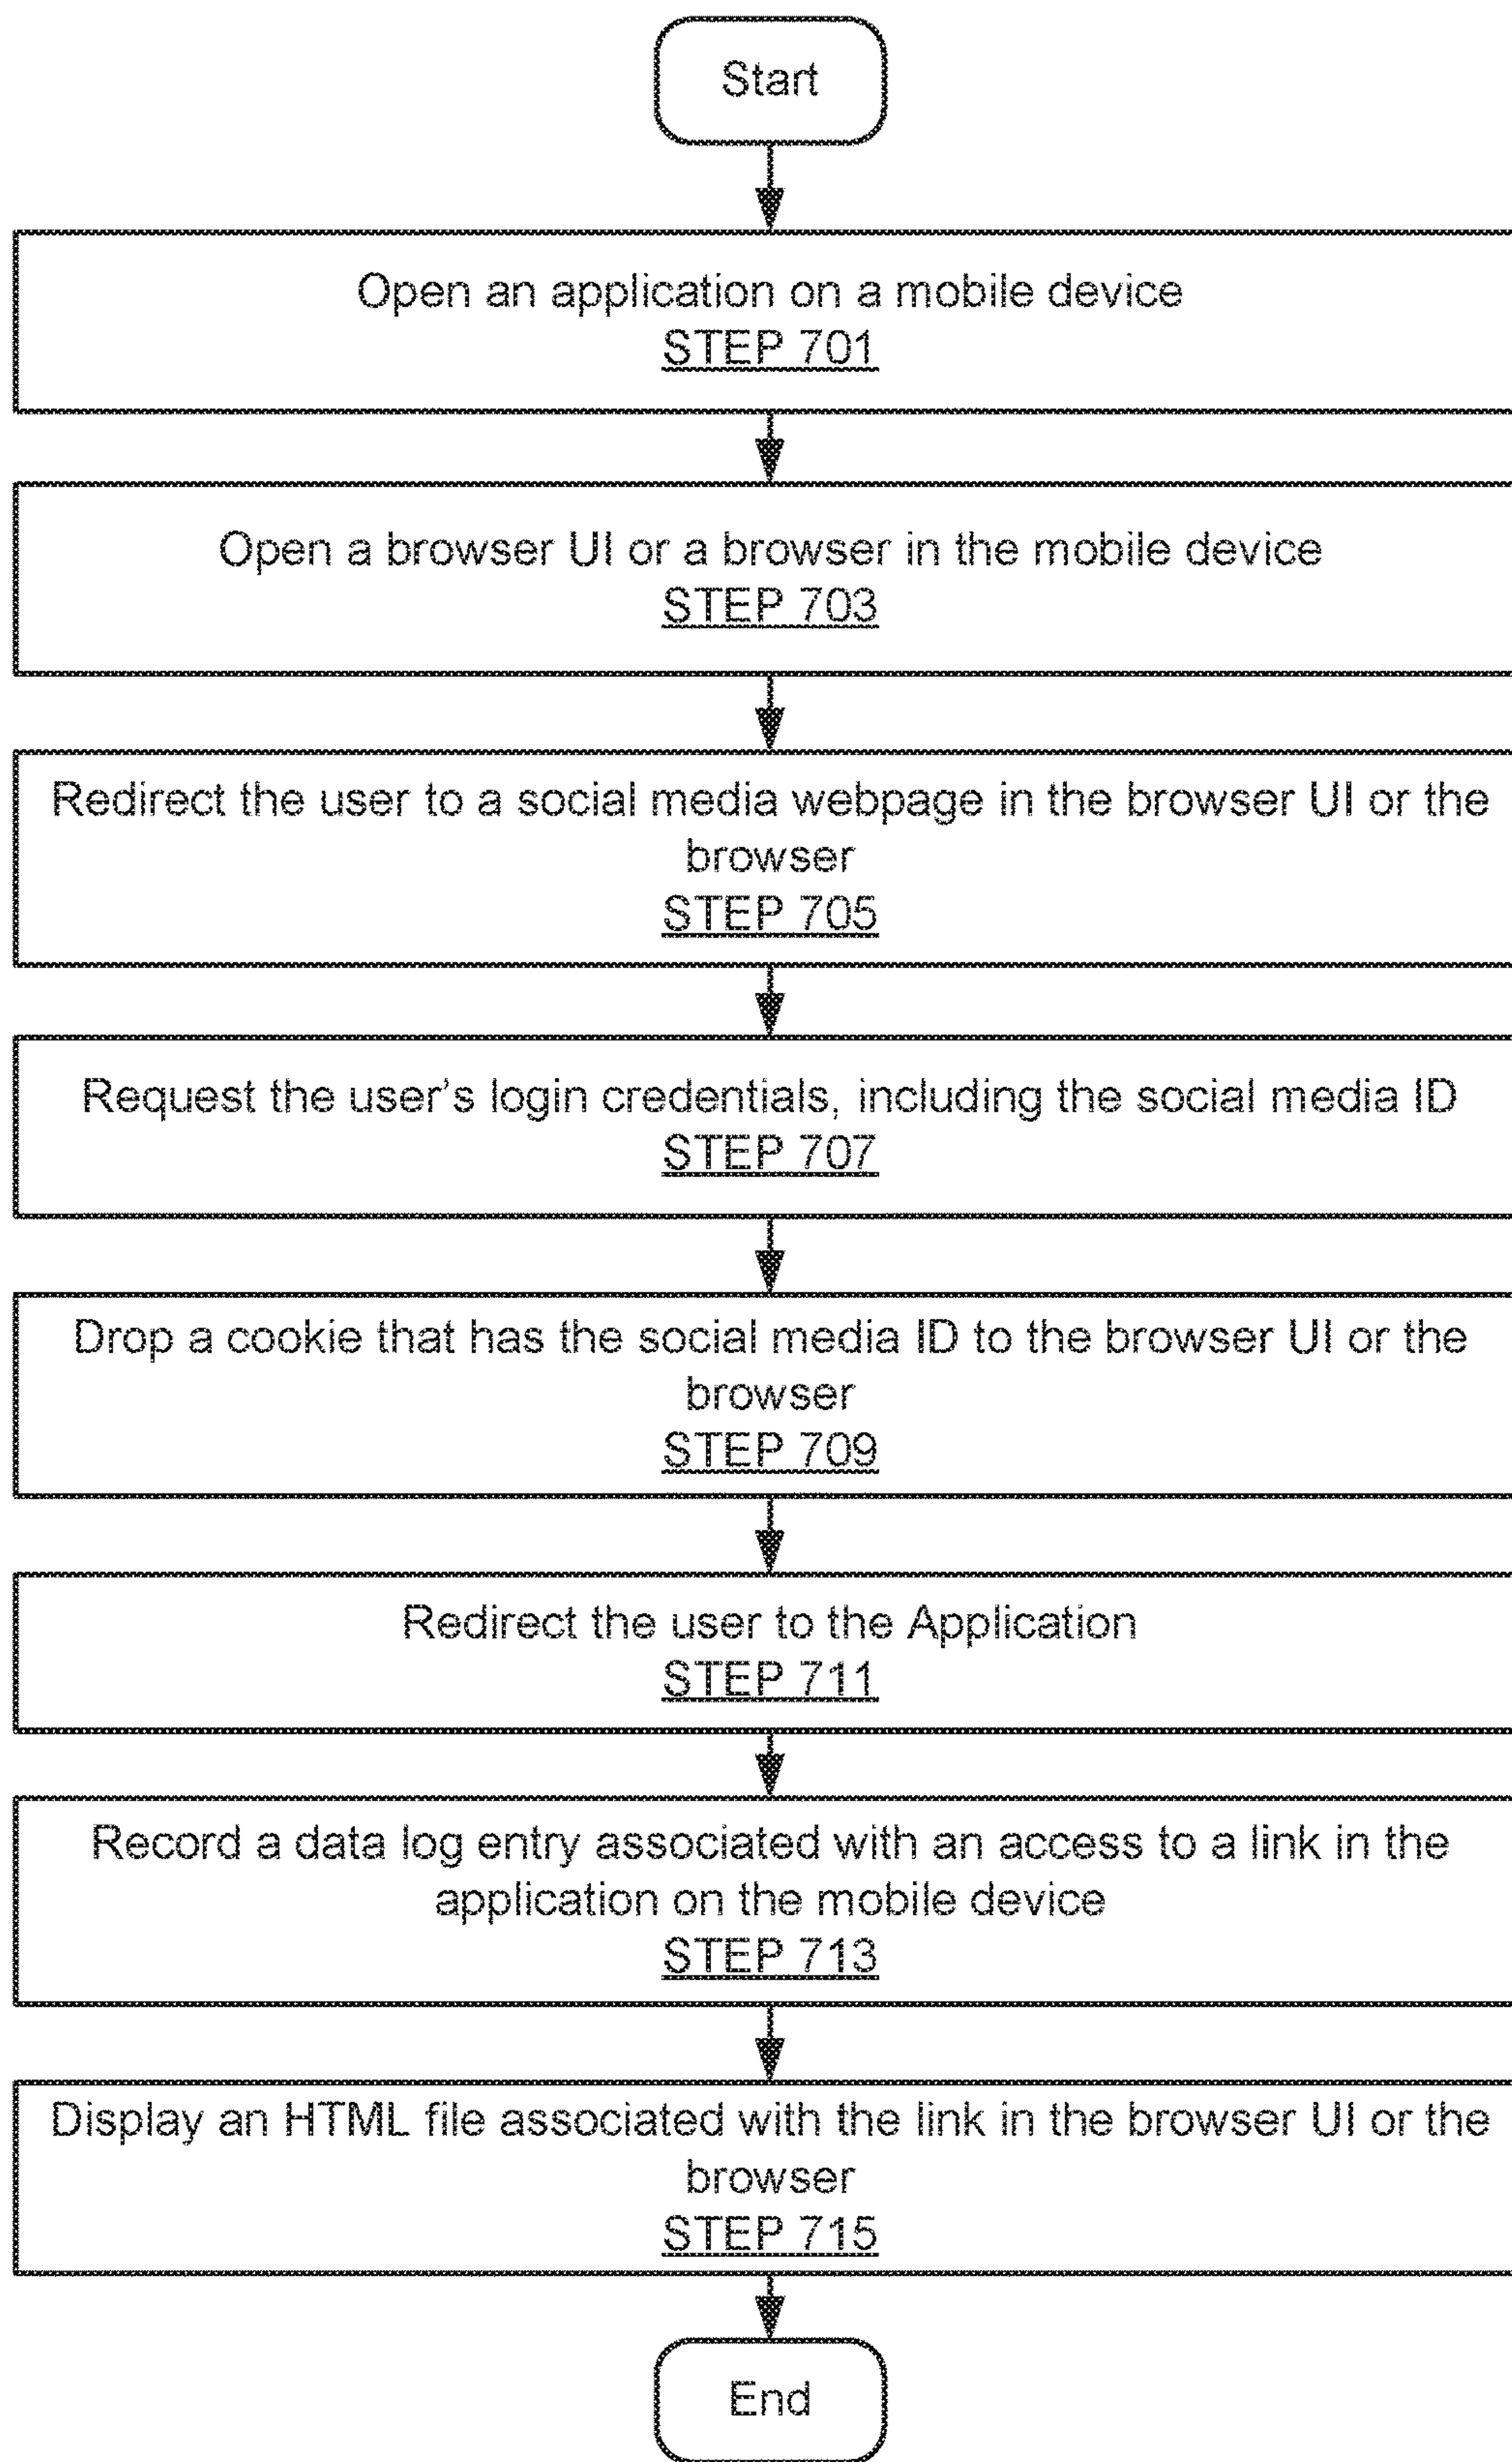 Start
Open an application on a mobile device
STEP 701
Open a browser UI or a browser in the mobile device
STEP 703
Redirect the user to a social media webpage in the browser UI or the
browser
STEP 705
Request the user's login credentials, including the social media ID
STEP 707
Drop a cookie that has the social media ID to the browser UI or the
browser
STEP 709
Redirect the user to the Application
STEP 711
Record a data log entry associated with an access to a link in the
application on the mobile device
STEP 713
Display an HTML file associated with the link in the browser UI or the
browser
STEP 715
End